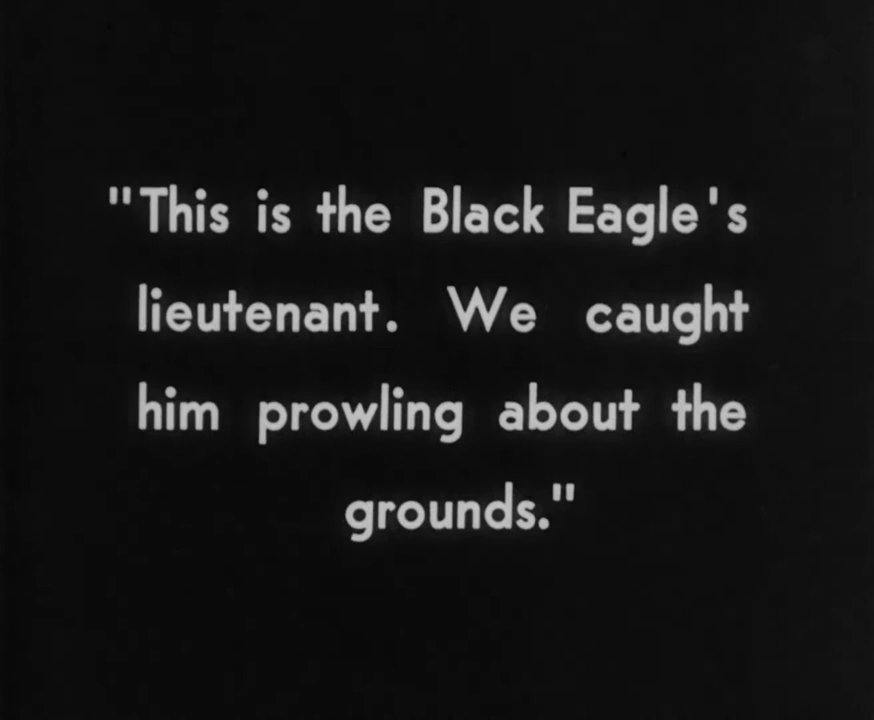 "This is the Black Eagle's
lieutenant. We caught
him prowling about the
grounds."